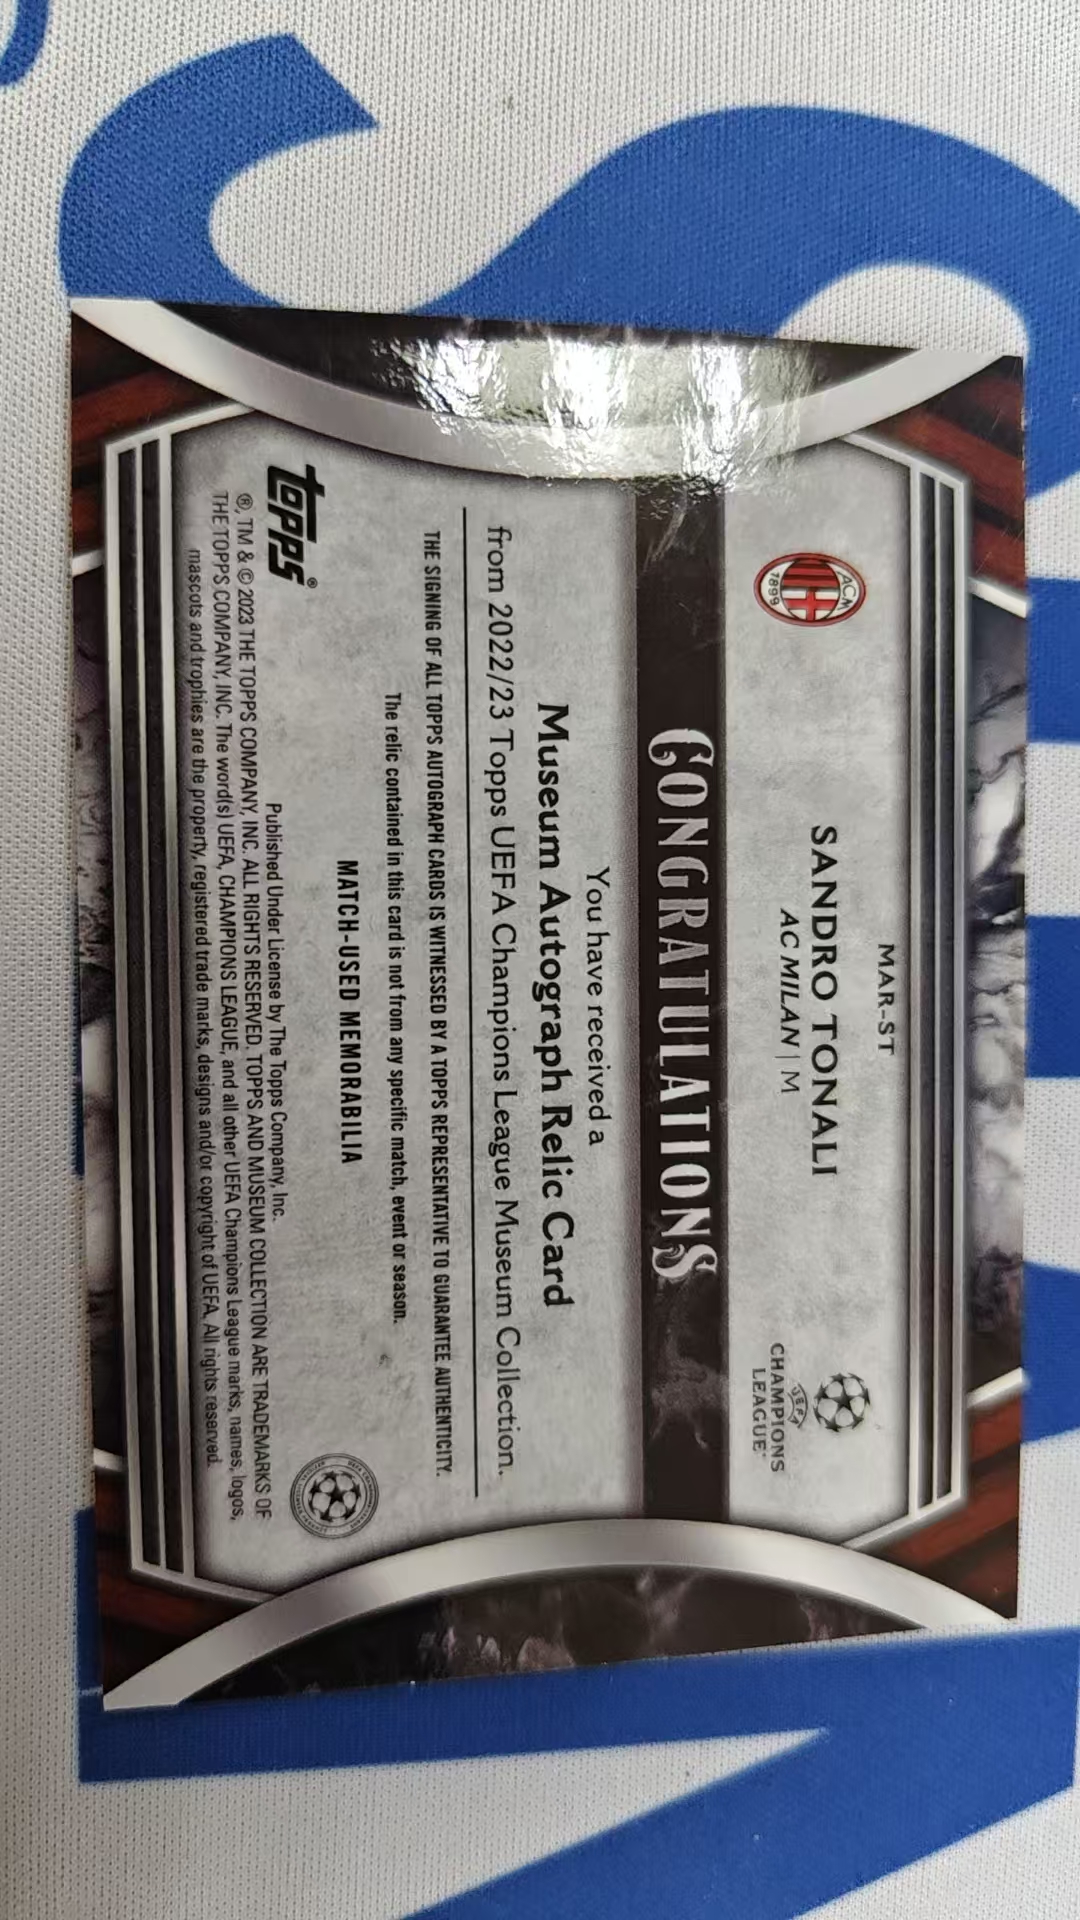 MAR-ST
SANDRO TONALI
AC MILAN | M
ACM
1899
UEFA
CHAMPIONS
LEAGUE
CONGRATULATIONS
You have received a
Museum Autograph Relic Card
from 2022/23 Topps UEFA Champions League Museum Collection.
THE SIGNING OF ALL TOPPS AUTOGRAPH CARDS IS WITNESSED BY A TOPPS REPRESENTATIVE TO GUARANTEE AUTHENTICITY.
The relic contained in this card is not from any specific match, event or season.
MATCH-USED MEMORABILIA
topps®
Published Under License by The Topps Company, Inc.
®, TM & © 2023 THE TOPPS COMPANY, INC. ALL RIGHTS RESERVED. TOPPS AND MUSEUM COLLECTION ARE TRADEMARKS OF
THE TOPPS COMPANY, INC. The word(s) UEFA, CHAMPIONS LEAGUE, and all other UEFA Champions League marks, names, logos,
mascots and trophies are the property, registered trade marks, designs and/or copyright of UEFA. All rights reserved.